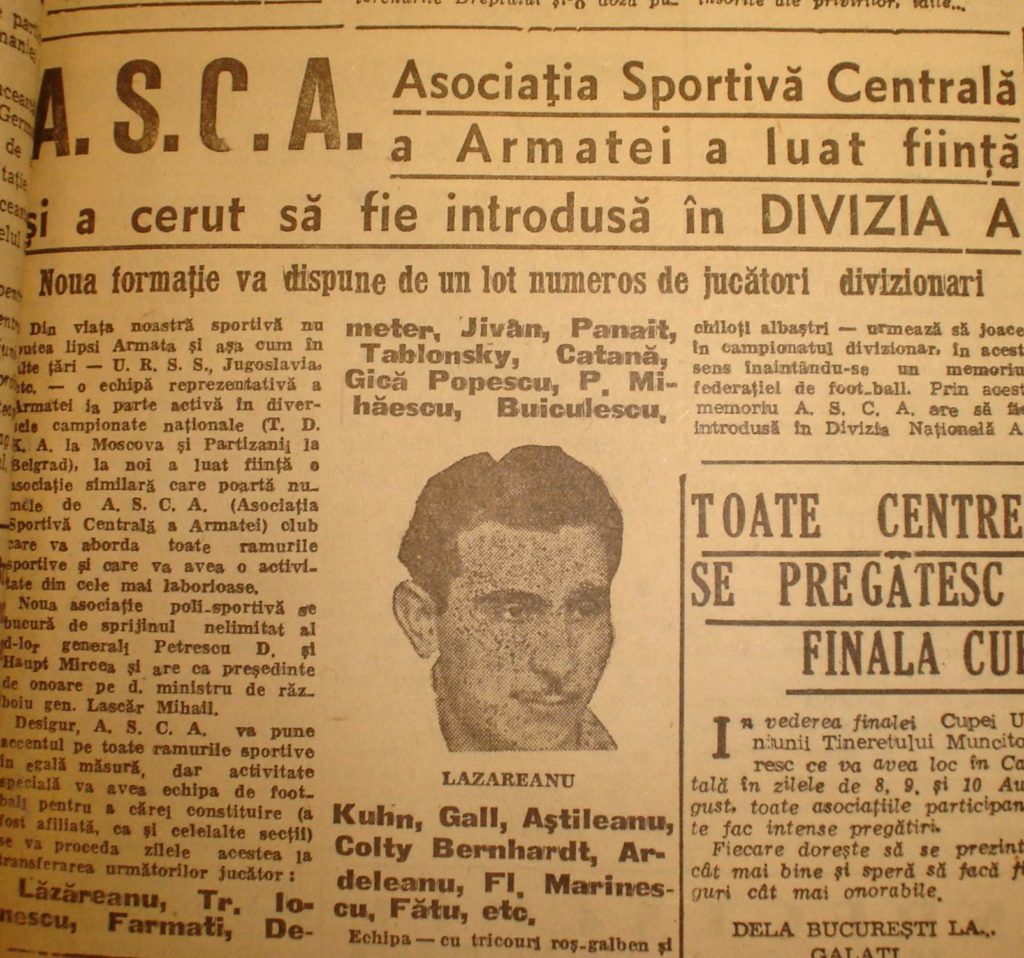 insorite ale privirilor,
A. S. C. A.
Asociația Sportivă Centrală
a Armatei a luat ființă
și a cerut să fie introdusă în DIVIZIA A
Noua formație va dispune de un lot numeros de jucători divizionari
Din viața noastră sportivă nu
putea lipsi Armata și așa cum în
alte țări — U. R. S. S., Jugoslavia,
etc. — o echipă reprezentativă a
Armatei ia parte activă în diver-
sele campionate naționale (T. D.
K. A. la Moscova și Partizanij la
Belgrad), la noi a luat ființă o
asociație similară care poartă nu-
mele de A. S. C. A. (Asociația
Sportivă Centrală a Armatei) club
care va aborda toate ramurile
sportive și care va avea o activi-
tate din cele mai laborioase.
Noua asociație poli-sportivă se
bucură de sprijinul nelimitat al
d-lor generali Petrescu D. și
Haupt Mircea și are ca președinte
de onoare pe d. ministru de răz-
boiu gen. Lascăr Mihail.
Desigur, A. S. C. A. va pune
accentul pe toate ramurile sportive
în egală măsură, dar activitate
specială va avea echipa de foot-
ball pentru a cărej constituire (a
fost afiliată, ca și celelalte secții)
se va proceda zilele acestea la
transferarea următorilor jucător :
Lăzăreanu, Tr. Io-
nescu, Farmati, De-
meter, Jivân, Panait,
Tablonsky, Catană,
Gică Popescu, P. Mi-
hăescu, Buiculescu,
LAZAREANU
Kuhn, Gall, Aștileanu,
Colty Bernhardt, Ar-
deleanu, Fl. Marines-
cu, Fătu, etc.
Echipa — cu tricouri roș-galben și
chiloți albaștri — urmează să joace
în campionatul divizionar, în acest
sens înaintându-se un memoriu
federației de foot-ball. Prin acest
memoriu A. S. C. A. are să fie
introdusă în Divizia Națională A
TOATE CENTRE
SE PREGĂTESC
FINALA CU
In vederea finalei Cupei U
niunii Tineretului Muncito
resc ce va avea loc în Ca
tală în zilele de 8, 9, și 10 Au
gust, toate asociațiile participan
te fac intense pregătiri.
Fiecare dorește să se prezint
cât mai bine și speră să facă fi
guri cât mai onorabile.
DELA BUCUREȘTI LA...
GALAȚI